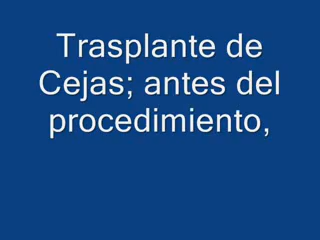 Trasplante de
Cejas; antes del
procedimiento,